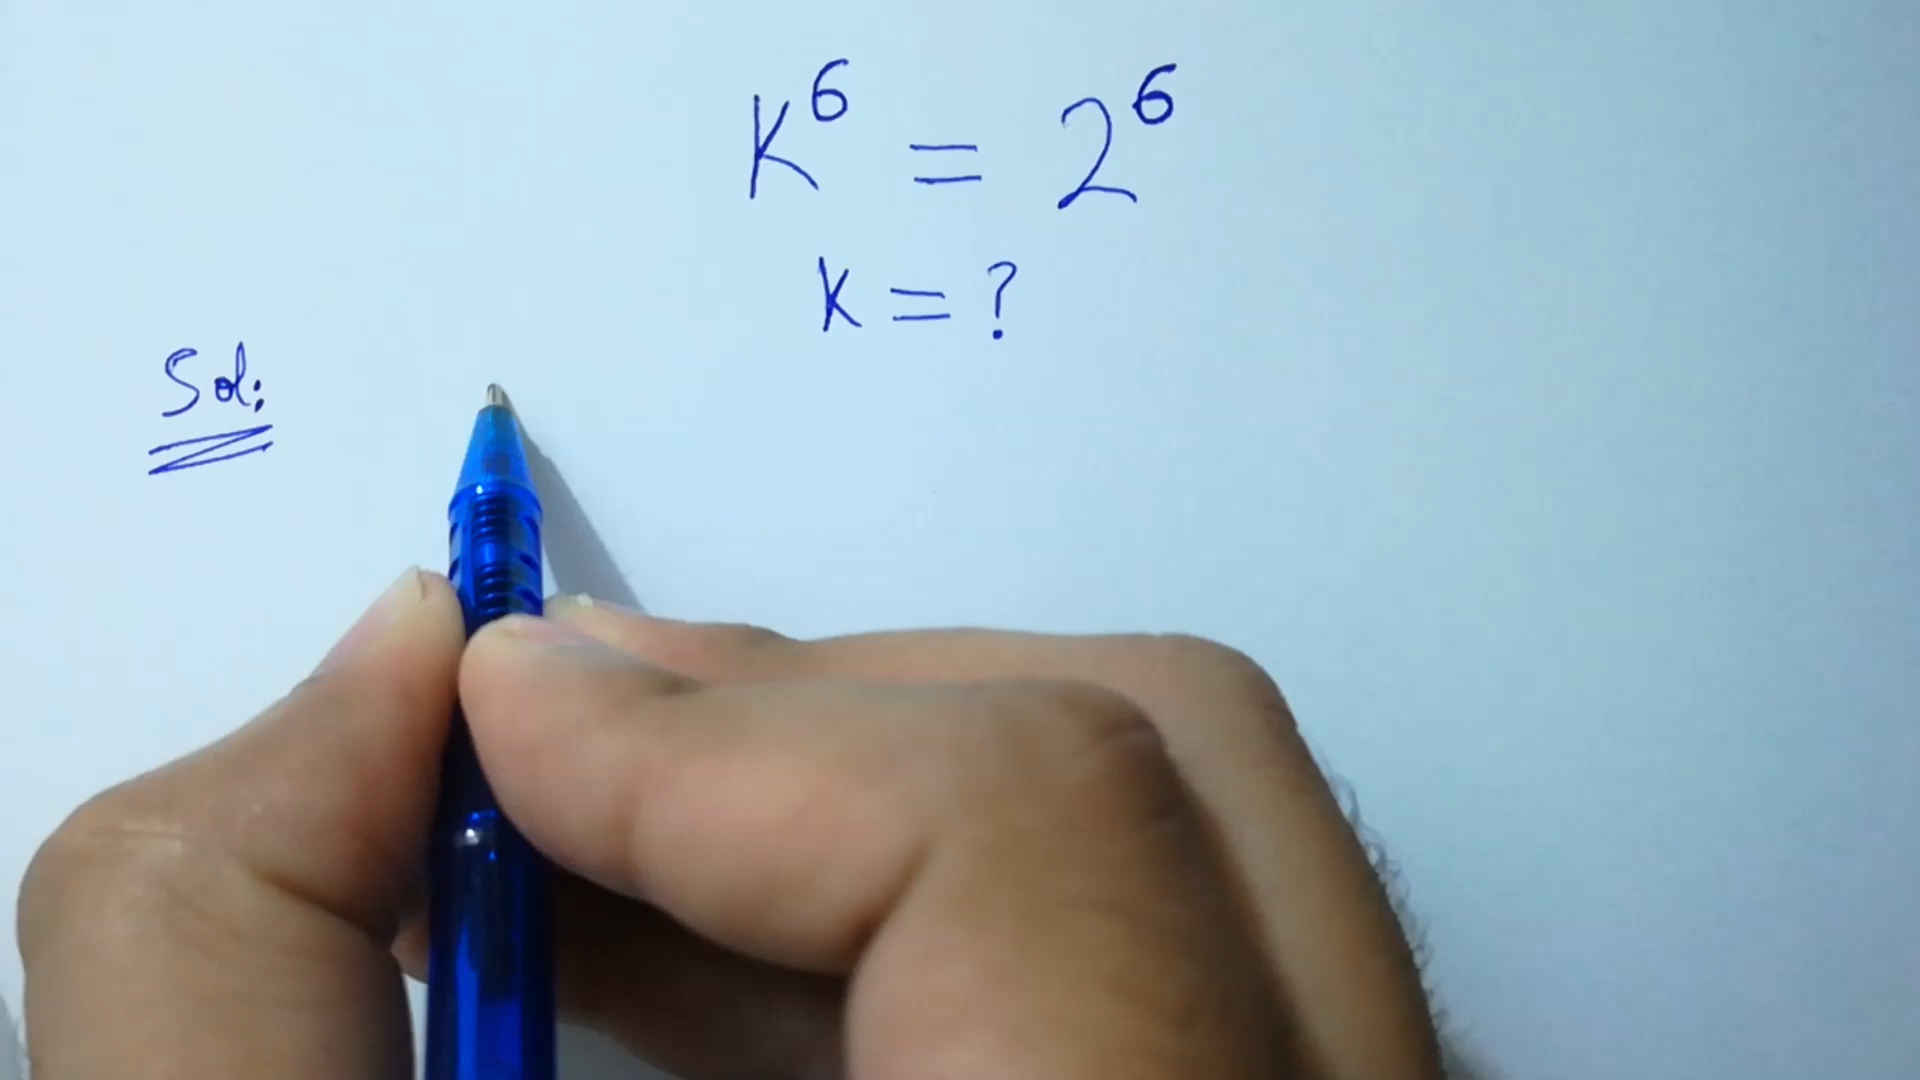 K⁶ = 2⁶
K = ?
Sol: